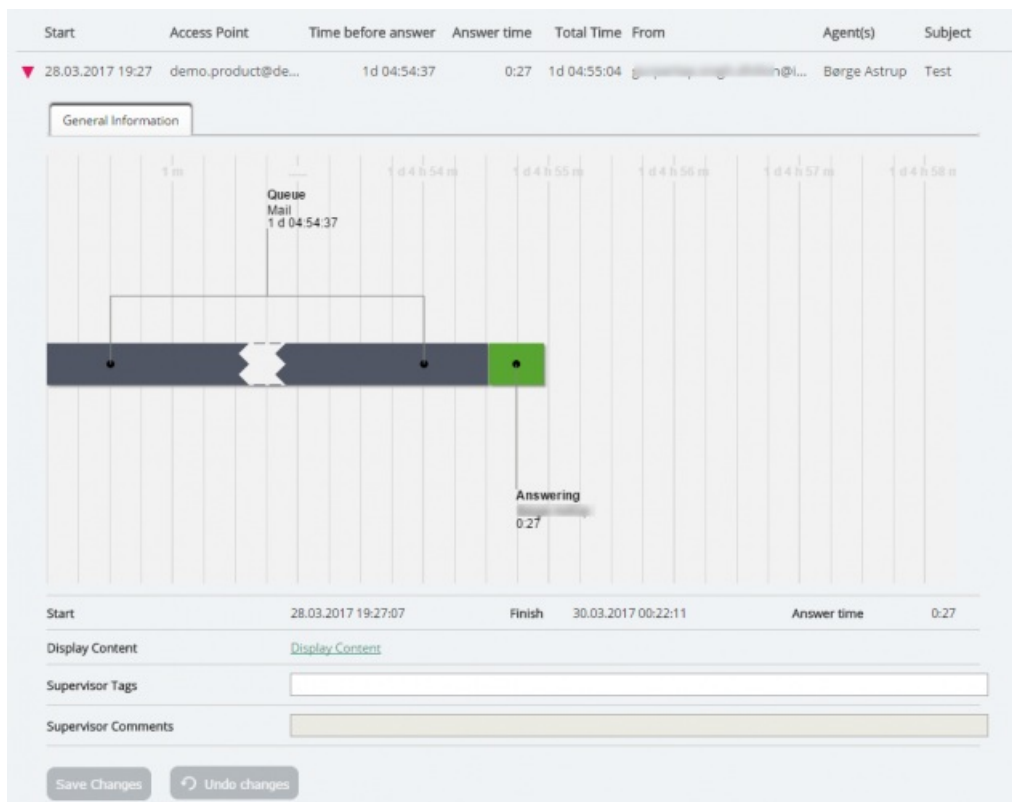 Start Access Point Time before answer Answer time Total Time From Agent(s) Subject
28.03.2017 19:27 demo.product@de... 1d 04:54:37 0:27 1d 04:55:04 n@i... Børge Astrup Test
General Information
1 m 1 d 4 h 54 m 1 d 4 h 55 m 1 d 4 h 56 m 1 d 4 h 57 m 1 d 4 h 58 m
Queue
Mail
1 d 04:54:37
Answering
0:27
Start 28.03.2017 19:27:07 Finish 30.03.2017 00:22:11 Answer time 0:27
Display Content Display Content
Supervisor Tags
Supervisor Comments
Save Changes Undo changes